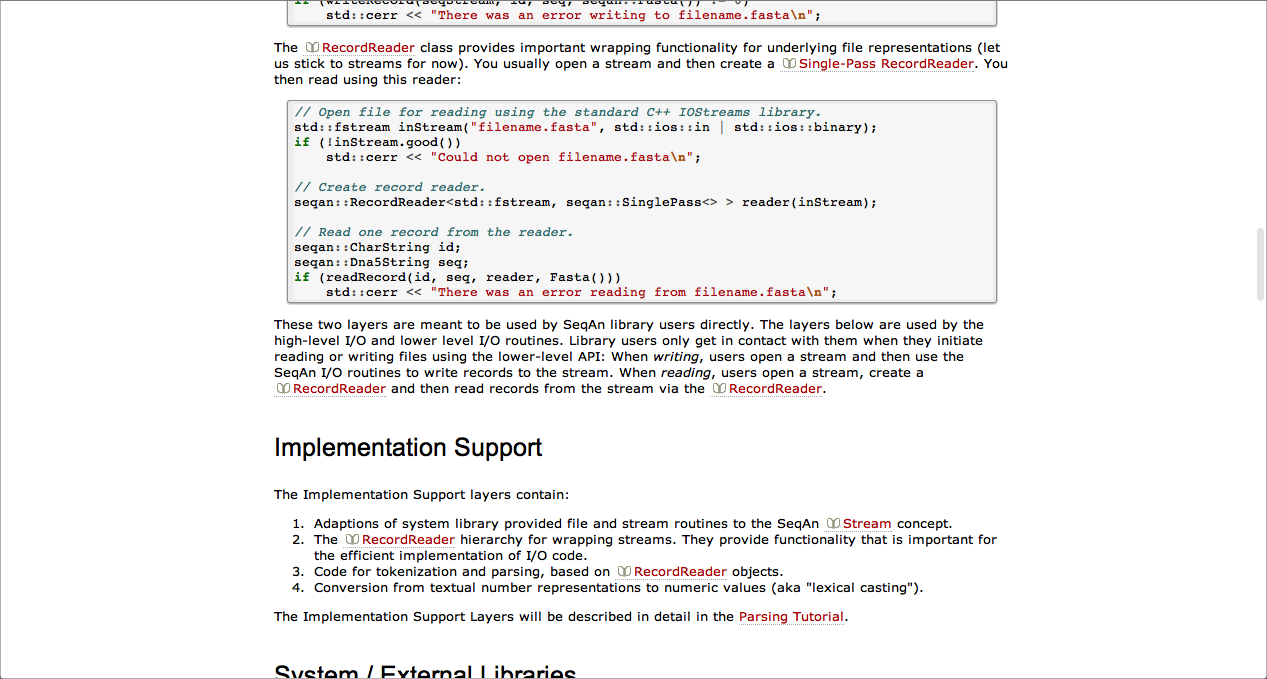 if (writeRecord(seqStream, id, seq, seqan::Fasta()) != 0)
std::cerr << "There was an error writing to filename.fasta\n";
The RecordReader class provides important wrapping functionality for underlying file representations (let
us stick to streams for now). You usually open a stream and then create a Single-Pass RecordReader. You
then read using this reader:
// Open file for reading using the standard C++ IOStreams library.
std::fstream inStream("filename.fasta", std::ios::in | std::ios::binary);
if (!inStream.good())
std::cerr << "Could not open filename.fasta\n";
// Create record reader.
seqan::RecordReader<std::fstream, seqan::SinglePass<> > reader(inStream);
// Read one record from the reader.
seqan::CharString id;
seqan::Dna5String seq;
if (readRecord(id, seq, reader, Fasta()))
std::cerr << "There was an error reading from filename.fasta\n";
These two layers are meant to be used by SeqAn library users directly. The layers below are used by the
high-level I/O and lower level I/O routines. Library users only get in contact with them when they initiate
reading or writing files using the lower-level API: When writing, users open a stream and then use the
SeqAn I/O routines to write records to the stream. When reading, users open a stream, create a
RecordReader and then read records from the stream via the RecordReader.
Implementation Support
The Implementation Support layers contain:
1. Adaptions of system library provided file and stream routines to the SeqAn Stream concept.
2. The RecordReader hierarchy for wrapping streams. They provide functionality that is important for
the efficient implementation of I/O code.
3. Code for tokenization and parsing, based on RecordReader objects.
4. Conversion from textual number representations to numeric values (aka "lexical casting").
The Implementation Support Layers will be described in detail in the Parsing Tutorial.
System / External Libraries